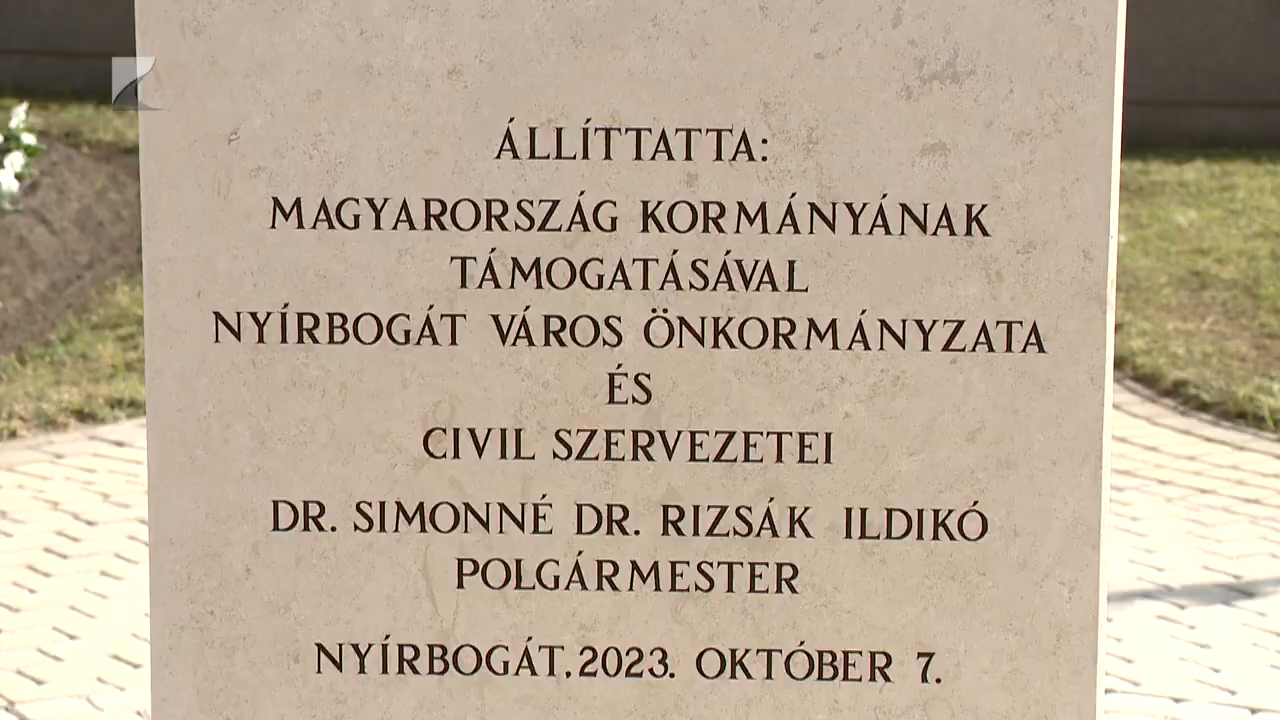 ÁLLÍTTATTA:
MAGYARORSZÁG KORMÁNYÁNAK
TÁMOGATÁSÁVAL
NYÍRBOGÁT VÁROS ÖNKORMÁNYZATA
ÉS
CIVIL SZERVEZETEI
DR. SIMONNÉ DR. RIZSÁK ILDIKÓ
POLGÁRMESTER
NYÍRBOGÁT, 2023. OKTÓBER 7.